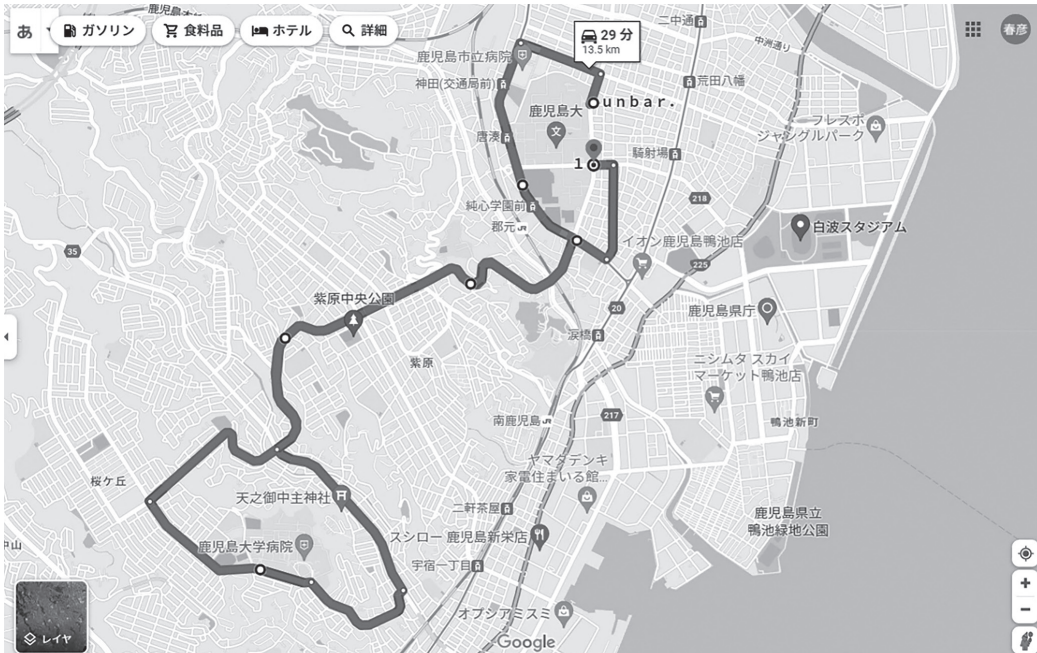 あ
ガソリン
食料品
ホテル
詳細
29 分
13.5 km
二中通
中洲通り
春彦
鹿児島市立病院
神田(交通局前)
荒田八幡
unbar.
鹿児島大
フレスポ
ジャングルパーク
唐湊
騎射場
1
純心学園前
218
郡元
白波スタジアム
イオン鹿児島鴨池店
35
225
紫原中央公園
20
鹿児島県庁
涙橋
紫原
ニシムタ スカイ
マーケット鴨池店
南鹿児島
217
鴨池新町
ヤマダデンキ
家電住まいる館...
桜ケ丘
天之御中主神社
二軒茶屋
鹿児島県立
鴨池緑地公園
鹿児島大学病院
スシロー 鹿児島新栄店
宇宿一丁目
オプシアミスミ
レイヤ
Google